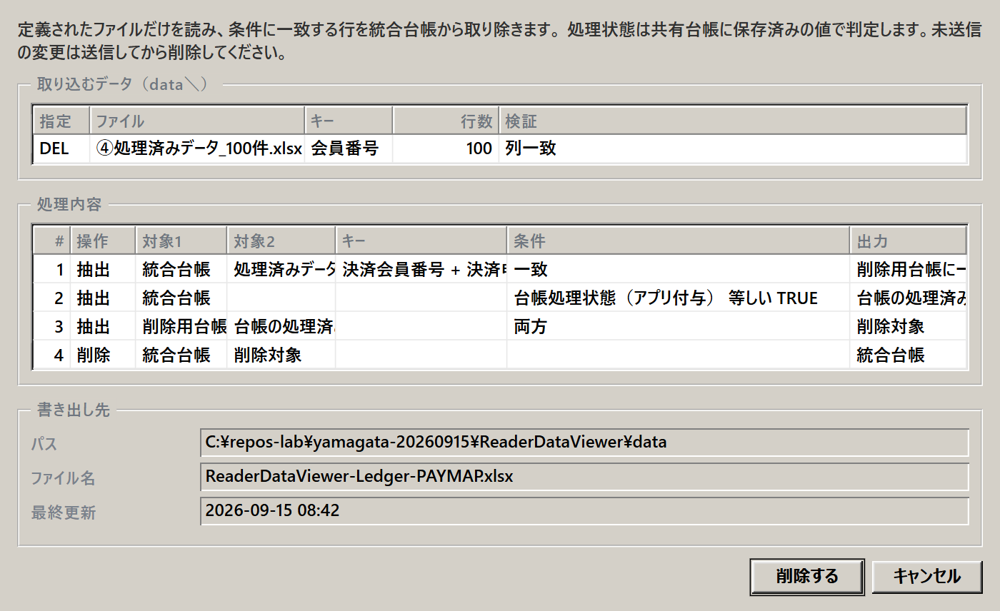 定義されたファイルだけを読み、条件に一致する行を統合台帳から取り除きます。処理状態は共有台帳に保存済みの値で判定します。未送信
の変更は送信してから削除してください。
取り込むデータ（data＼）
指定 ファイル キー 行数 検証
DEL ④処理済みデータ_100件.xlsx 会員番号 100 列一致
処理内容
# 操作 対象1 対象2 キー 条件 出力
1 抽出 統合台帳 処理済みデータ 決済会員番号 + 決済 一致 削除用台帳に一
2 抽出 統合台帳 台帳処理状態（アプリ付与） 等しい TRUE 台帳の処理済み
3 抽出 削除用台帳 台帳の処理済 両方 削除対象
4 削除 統合台帳 削除対象 統合台帳
書き出し先
パス C:¥repos-lab¥yamagata-20260915¥ReaderDataViewer¥data
ファイル名 ReaderDataViewer-Ledger-PAYMAP.xlsx
最終更新 2026-09-15 08:42
削除する キャンセル